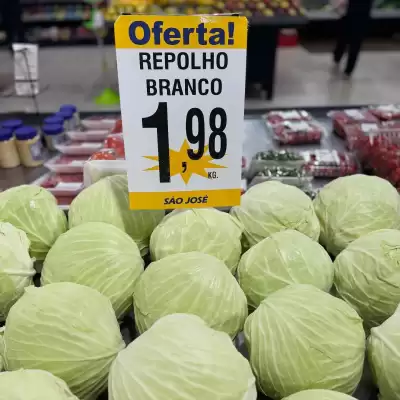 Oferta!
REPOLHO
BRANCO
1,98
KG.
SÃO JOSÉ